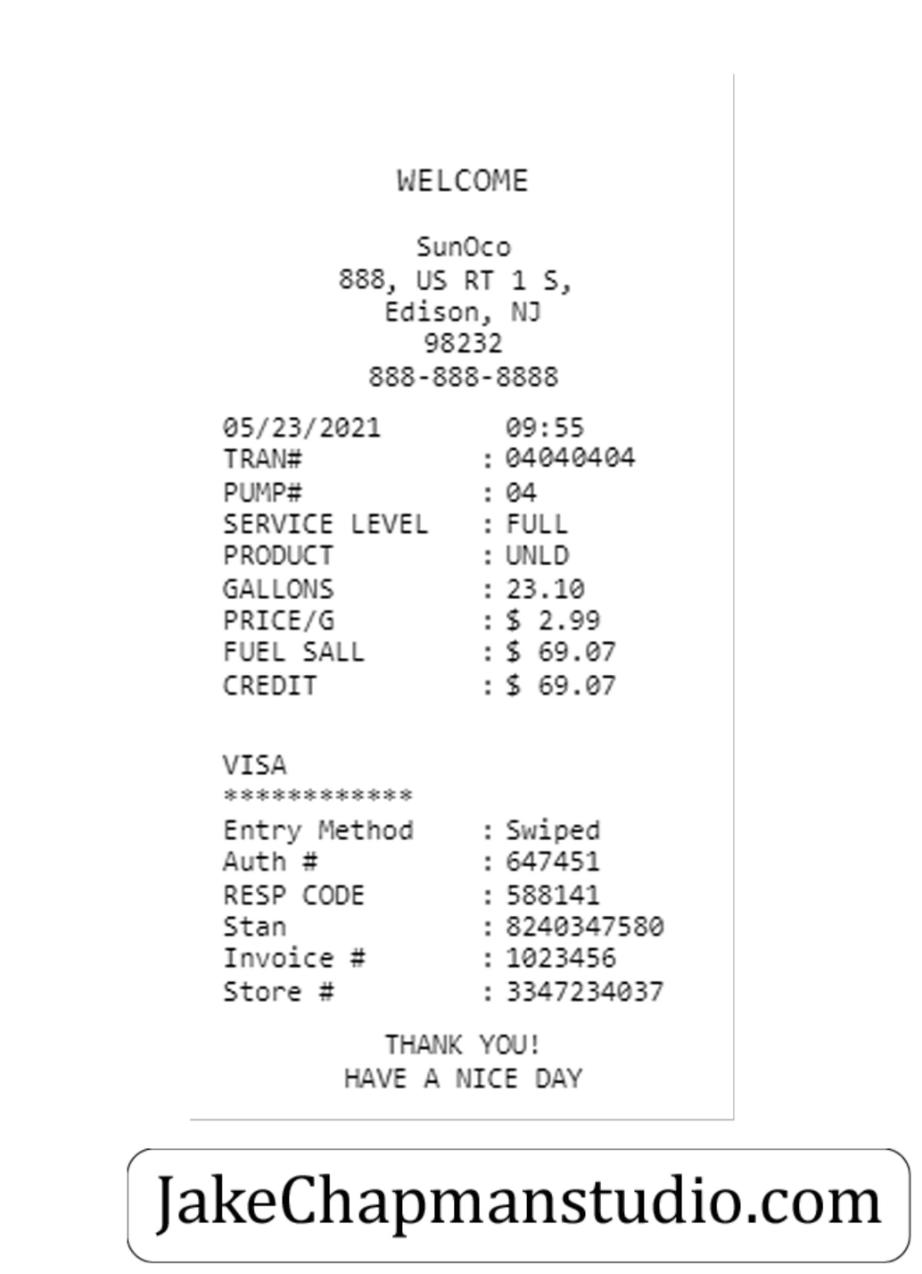 WELCOME
SunOco
888, US RT 1 S,
Edison, NJ
98232
888-888-8888
05/23/2021 09:55
TRAN# : 04040404
PUMP# : 04
SERVICE LEVEL : FULL
PRODUCT : UNLD
GALLONS : 23.10
PRICE/G : $ 2.99
FUEL SALL : $ 69.07
CREDIT : $ 69.07
VISA
************
Entry Method : Swiped
Auth # : 647451
RESP CODE : 588141
Stan : 8240347580
Invoice # : 1023456
Store # : 3347234037
THANK YOU!
HAVE A NICE DAY
JakeChapmanstudio.com